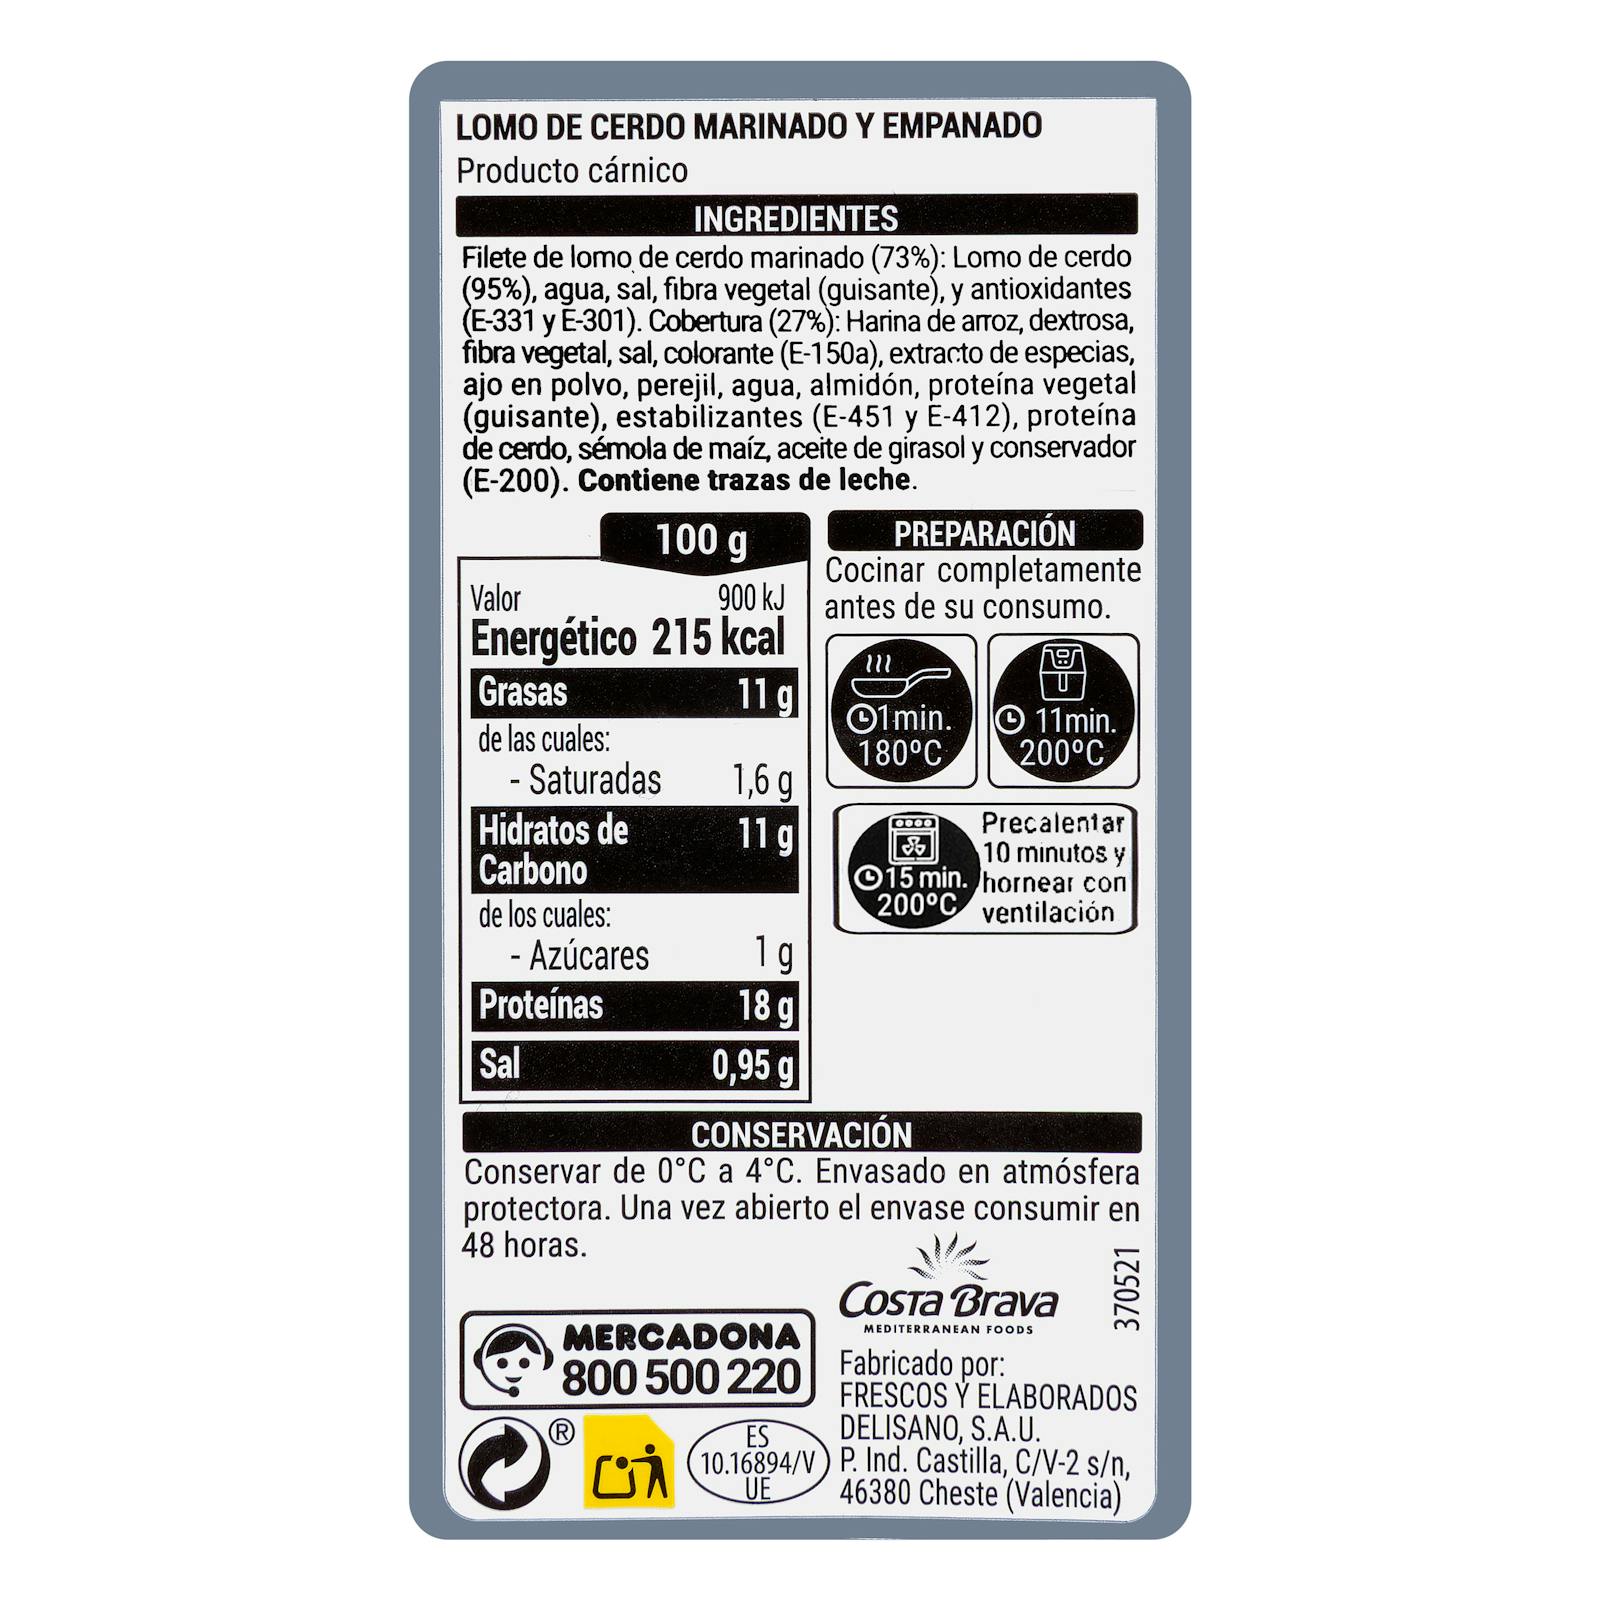 LOMO DE CERDO MARINADO Y EMPANADO
Producto cárnico
INGREDIENTES
Filete de lomo de cerdo marinado (73%): Lomo de cerdo
(95%), agua, sal, fibra vegetal (guisante), y antioxidantes
(E-331 y E-301). Cobertura (27%): Harina de arroz, dextrosa,
fibra vegetal, sal, colorante (E-150a), extracto de especias,
ajo en polvo, perejil, agua, almidón, proteína vegetal
(guisante), estabilizantes (E-451 y E-412), proteína
de cerdo, sémola de maíz, aceite de girasol y conservador
(E-200). Contiene trazas de leche.
100 g
Valor 900 kJ
Energético 215 kcal
Grasas 11 g
de las cuales:
- Saturadas 1,6 g
Hidratos de 11 g
Carbono
de los cuales:
- Azúcares 1 g
Proteínas 18 g
Sal 0,95 g
PREPARACIÓN
Cocinar completamente
antes de su consumo.
1min.
180ºC
11min.
200ºC
15 min.
200ºC
Precalentar
10 minutos y
hornear con
ventilación
CONSERVACIÓN
Conservar de 0°C a 4°C. Envasado en atmósfera
protectora. Una vez abierto el envase consumir en
48 horas.
MERCADONA
800 500 220
®
ES
10.16894/V
UE
Costa Brava
MEDITERRANEAN FOODS
370521
Fabricado por:
FRESCOS Y ELABORADOS
DELISANO, S.A.U.
P. Ind. Castilla, C/V-2 s/n,
46380 Cheste (Valencia)